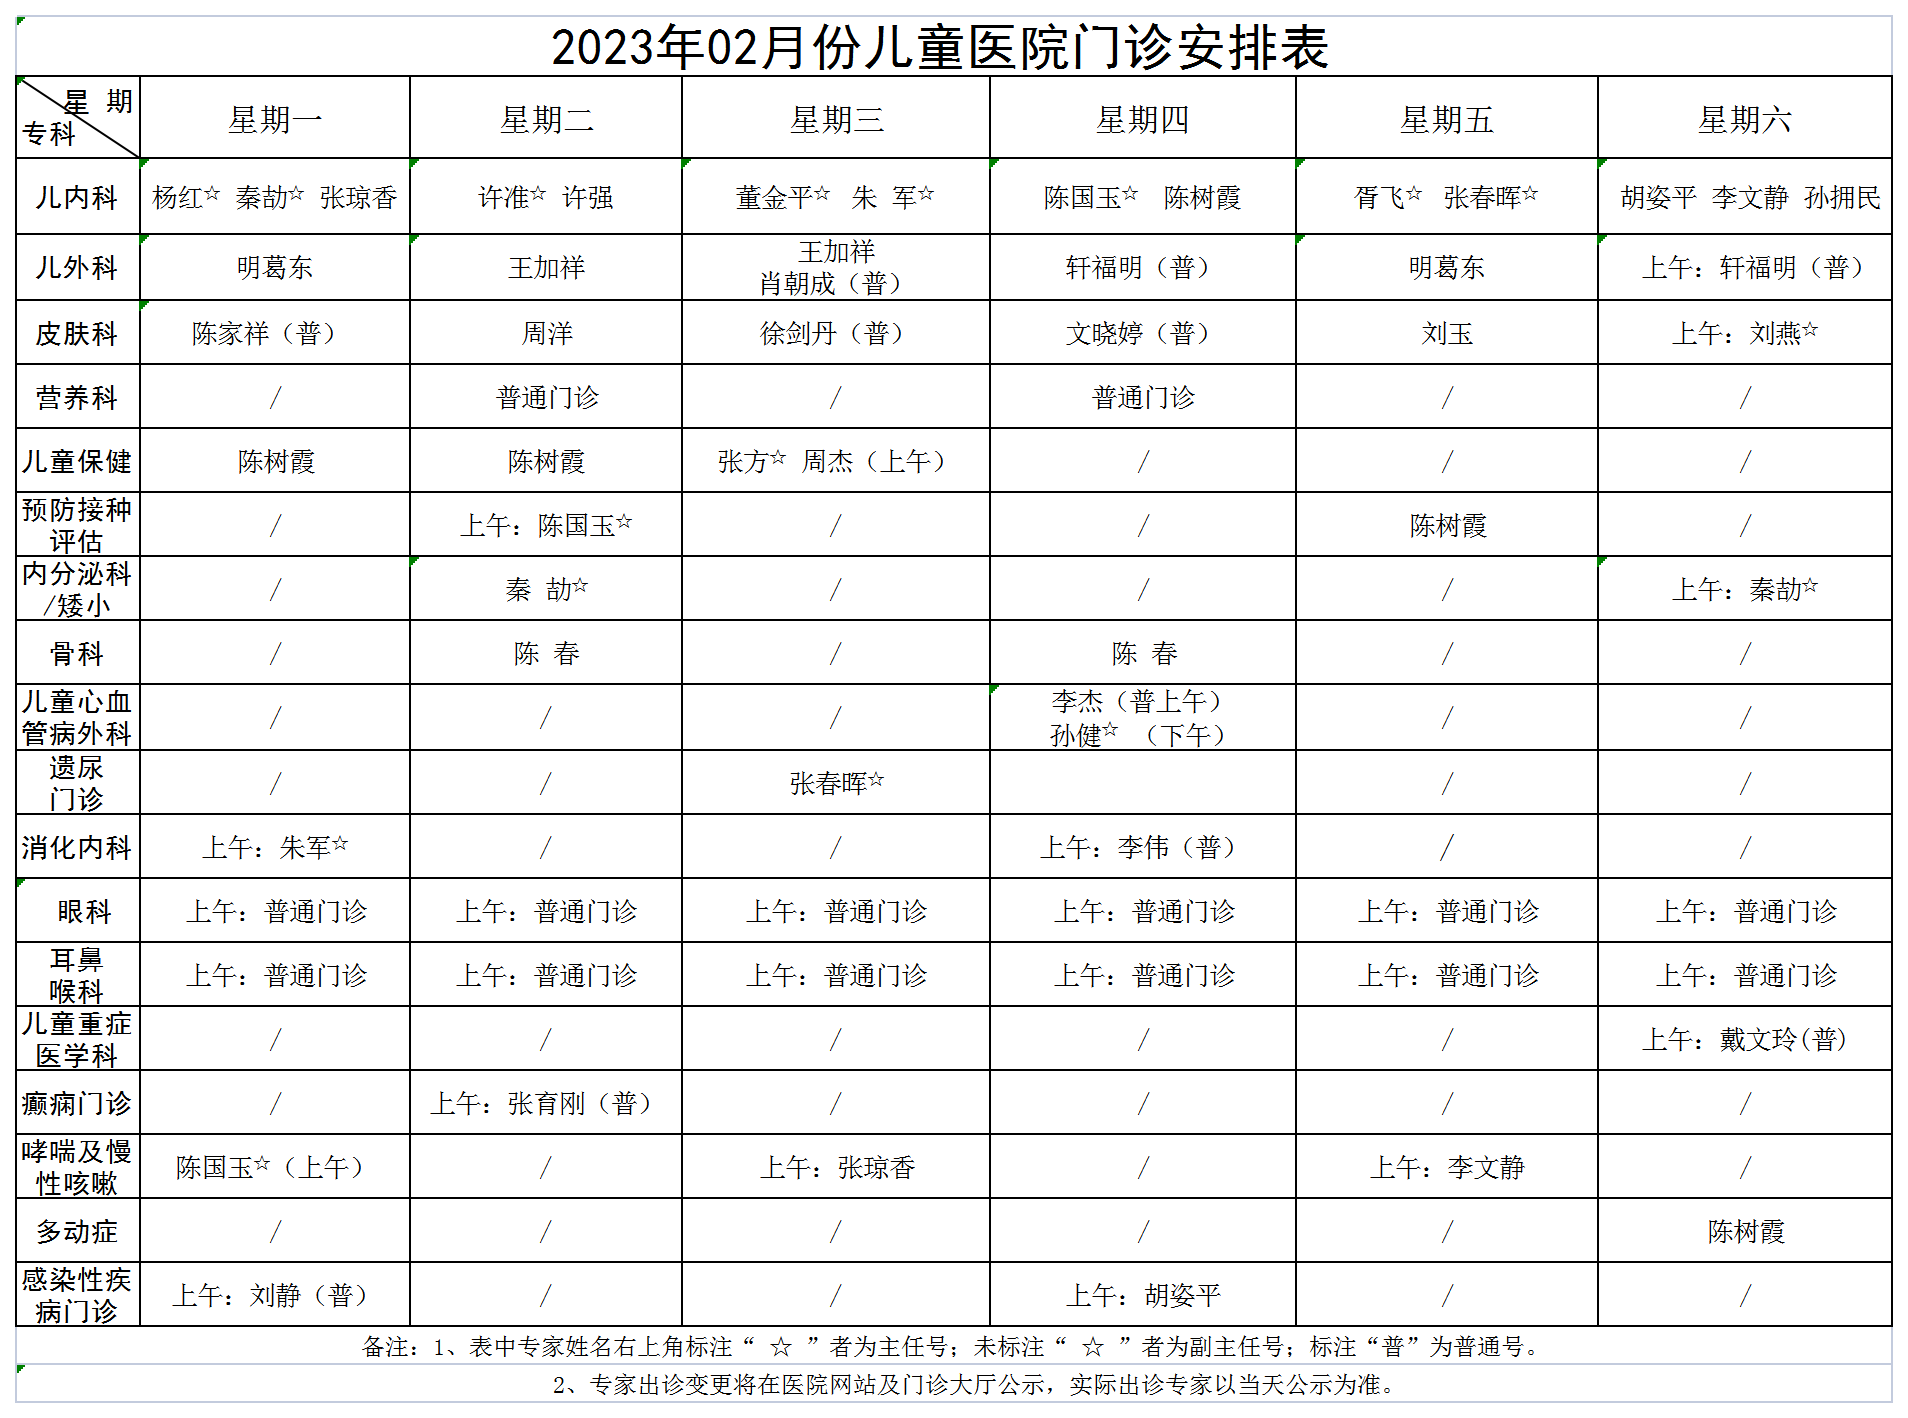 2023年02月份儿童医院门诊安排表
星 期
专科
星期一 星期二 星期三 星期四 星期五 星期六
儿内科 杨红☆ 秦劼☆ 张琼香 许准☆ 许强 董金平☆ 朱 军☆ 陈国玉☆ 陈树霞 胥飞☆ 张春晖☆ 胡姿平 李文静 孙拥民
儿外科 明葛东 王加祥 王加祥
肖朝成（普） 轩福明（普） 明葛东 上午：轩福明（普）
皮肤科 陈家祥（普） 周洋 徐剑丹（普） 文晓婷（普） 刘玉 上午：刘燕☆
营养科 / 普通门诊 / 普通门诊 / /
儿童保健 陈树霞 陈树霞 张方☆ 周杰（上午） / / /
预防接种
评估 / 上午：陈国玉☆ / / 陈树霞 /
内分泌科
/矮小 / 秦 劼☆ / / / 上午：秦劼☆
骨科 / 陈 春 / 陈 春 / /
儿童心血
管病外科 / / / 李杰（普上午）
孙健☆ （下午） / /
遗尿
门诊 / / 张春晖☆ / /
消化内科 上午：朱军☆ / / 上午：李伟（普） / /
眼科 上午：普通门诊 上午：普通门诊 上午：普通门诊 上午：普通门诊 上午：普通门诊 上午：普通门诊
耳鼻
喉科 上午：普通门诊 上午：普通门诊 上午：普通门诊 上午：普通门诊 上午：普通门诊 上午：普通门诊
儿童重症
医学科 / / / / / 上午：戴文玲(普)
癫痫门诊 / 上午：张育刚（普） / / / /
哮喘及慢
性咳嗽 陈国玉☆（上午） / 上午：张琼香 / 上午：李文静 /
多动症 / / / / / 陈树霞
感染性疾
病门诊 上午：刘静（普） / / 上午：胡姿平 / /
备注：1、表中专家姓名右上角标注“ ☆ ”者为主任号；未标注“ ☆ ”者为副主任号；标注“普”为普通号。
2、专家出诊变更将在医院网站及门诊大厅公示，实际出诊专家以当天公示为准。